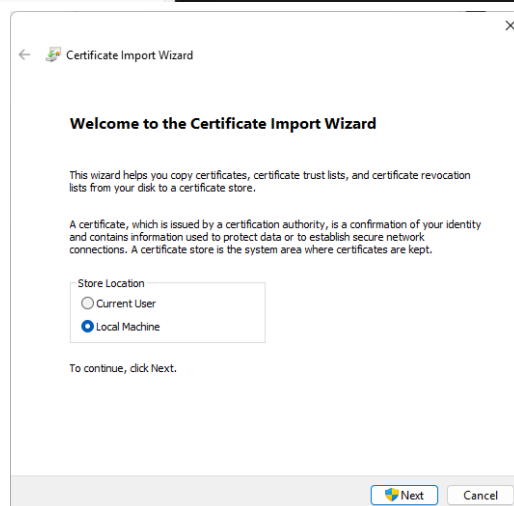 Certificate Import Wizard
Welcome to the Certificate Import Wizard
This wizard helps you copy certificates, certificate trust lists, and certificate revocation
lists from your disk to a certificate store.
A certificate, which is issued by a certification authority, is a confirmation of your identity
and contains information used to protect data or to establish secure network
connections. A certificate store is the system area where certificates are kept.
Store Location
Current User
Local Machine
To continue, click Next.
Next Cancel